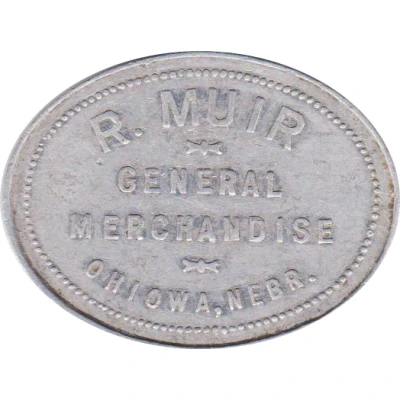 R. MUIR
GENERAL
MERCHANDISE
OHIOWA, NEBR.